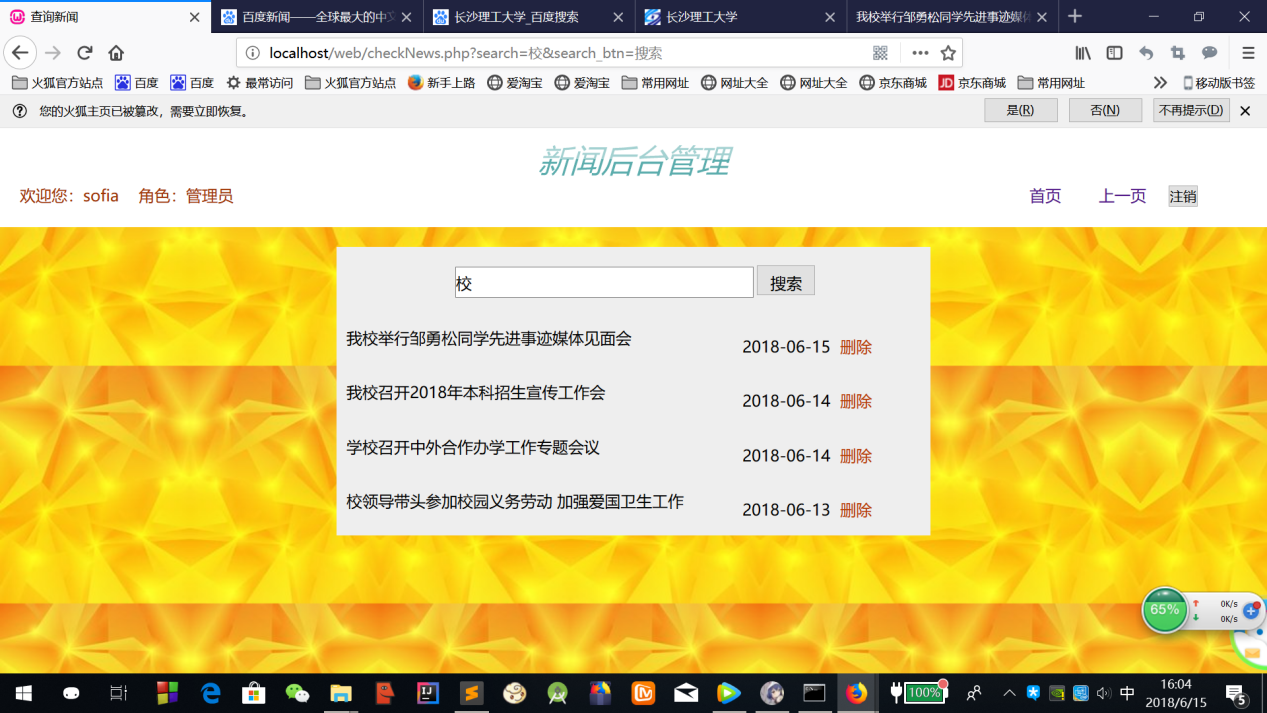 查询新闻
百度新闻——全球最大的中文
长沙理工大学_百度搜索
长沙理工大学
我校举行邹勇松同学先进事迹媒体
localhost/web/checkNews.php?search=校&search_btn=搜索
火狐官方站点 百度 百度 最常访问 火狐官方站点 新手上路 爱淘宝 爱淘宝 常用网址 网址大全 网址大全 京东商城 JD 京东商城 常用网址 移动版书签
您的火狐主页已被篡改，需要立即恢复。 是(R) 否(N) 不再提示(D)
新闻后台管理
欢迎您：sofia 角色：管理员 首页 上一页 注销
校 搜索
我校举行邹勇松同学先进事迹媒体见面会 2018-06-15 删除
我校召开2018年本科招生宣传工作会 2018-06-14 删除
学校召开中外合作办学工作专题会议 2018-06-14 删除
校领导带头参加校园义务劳动 加强爱国卫生工作 2018-06-13 删除
65% 0K/s
0K/s
100% 中 16:04
2018/6/15 5